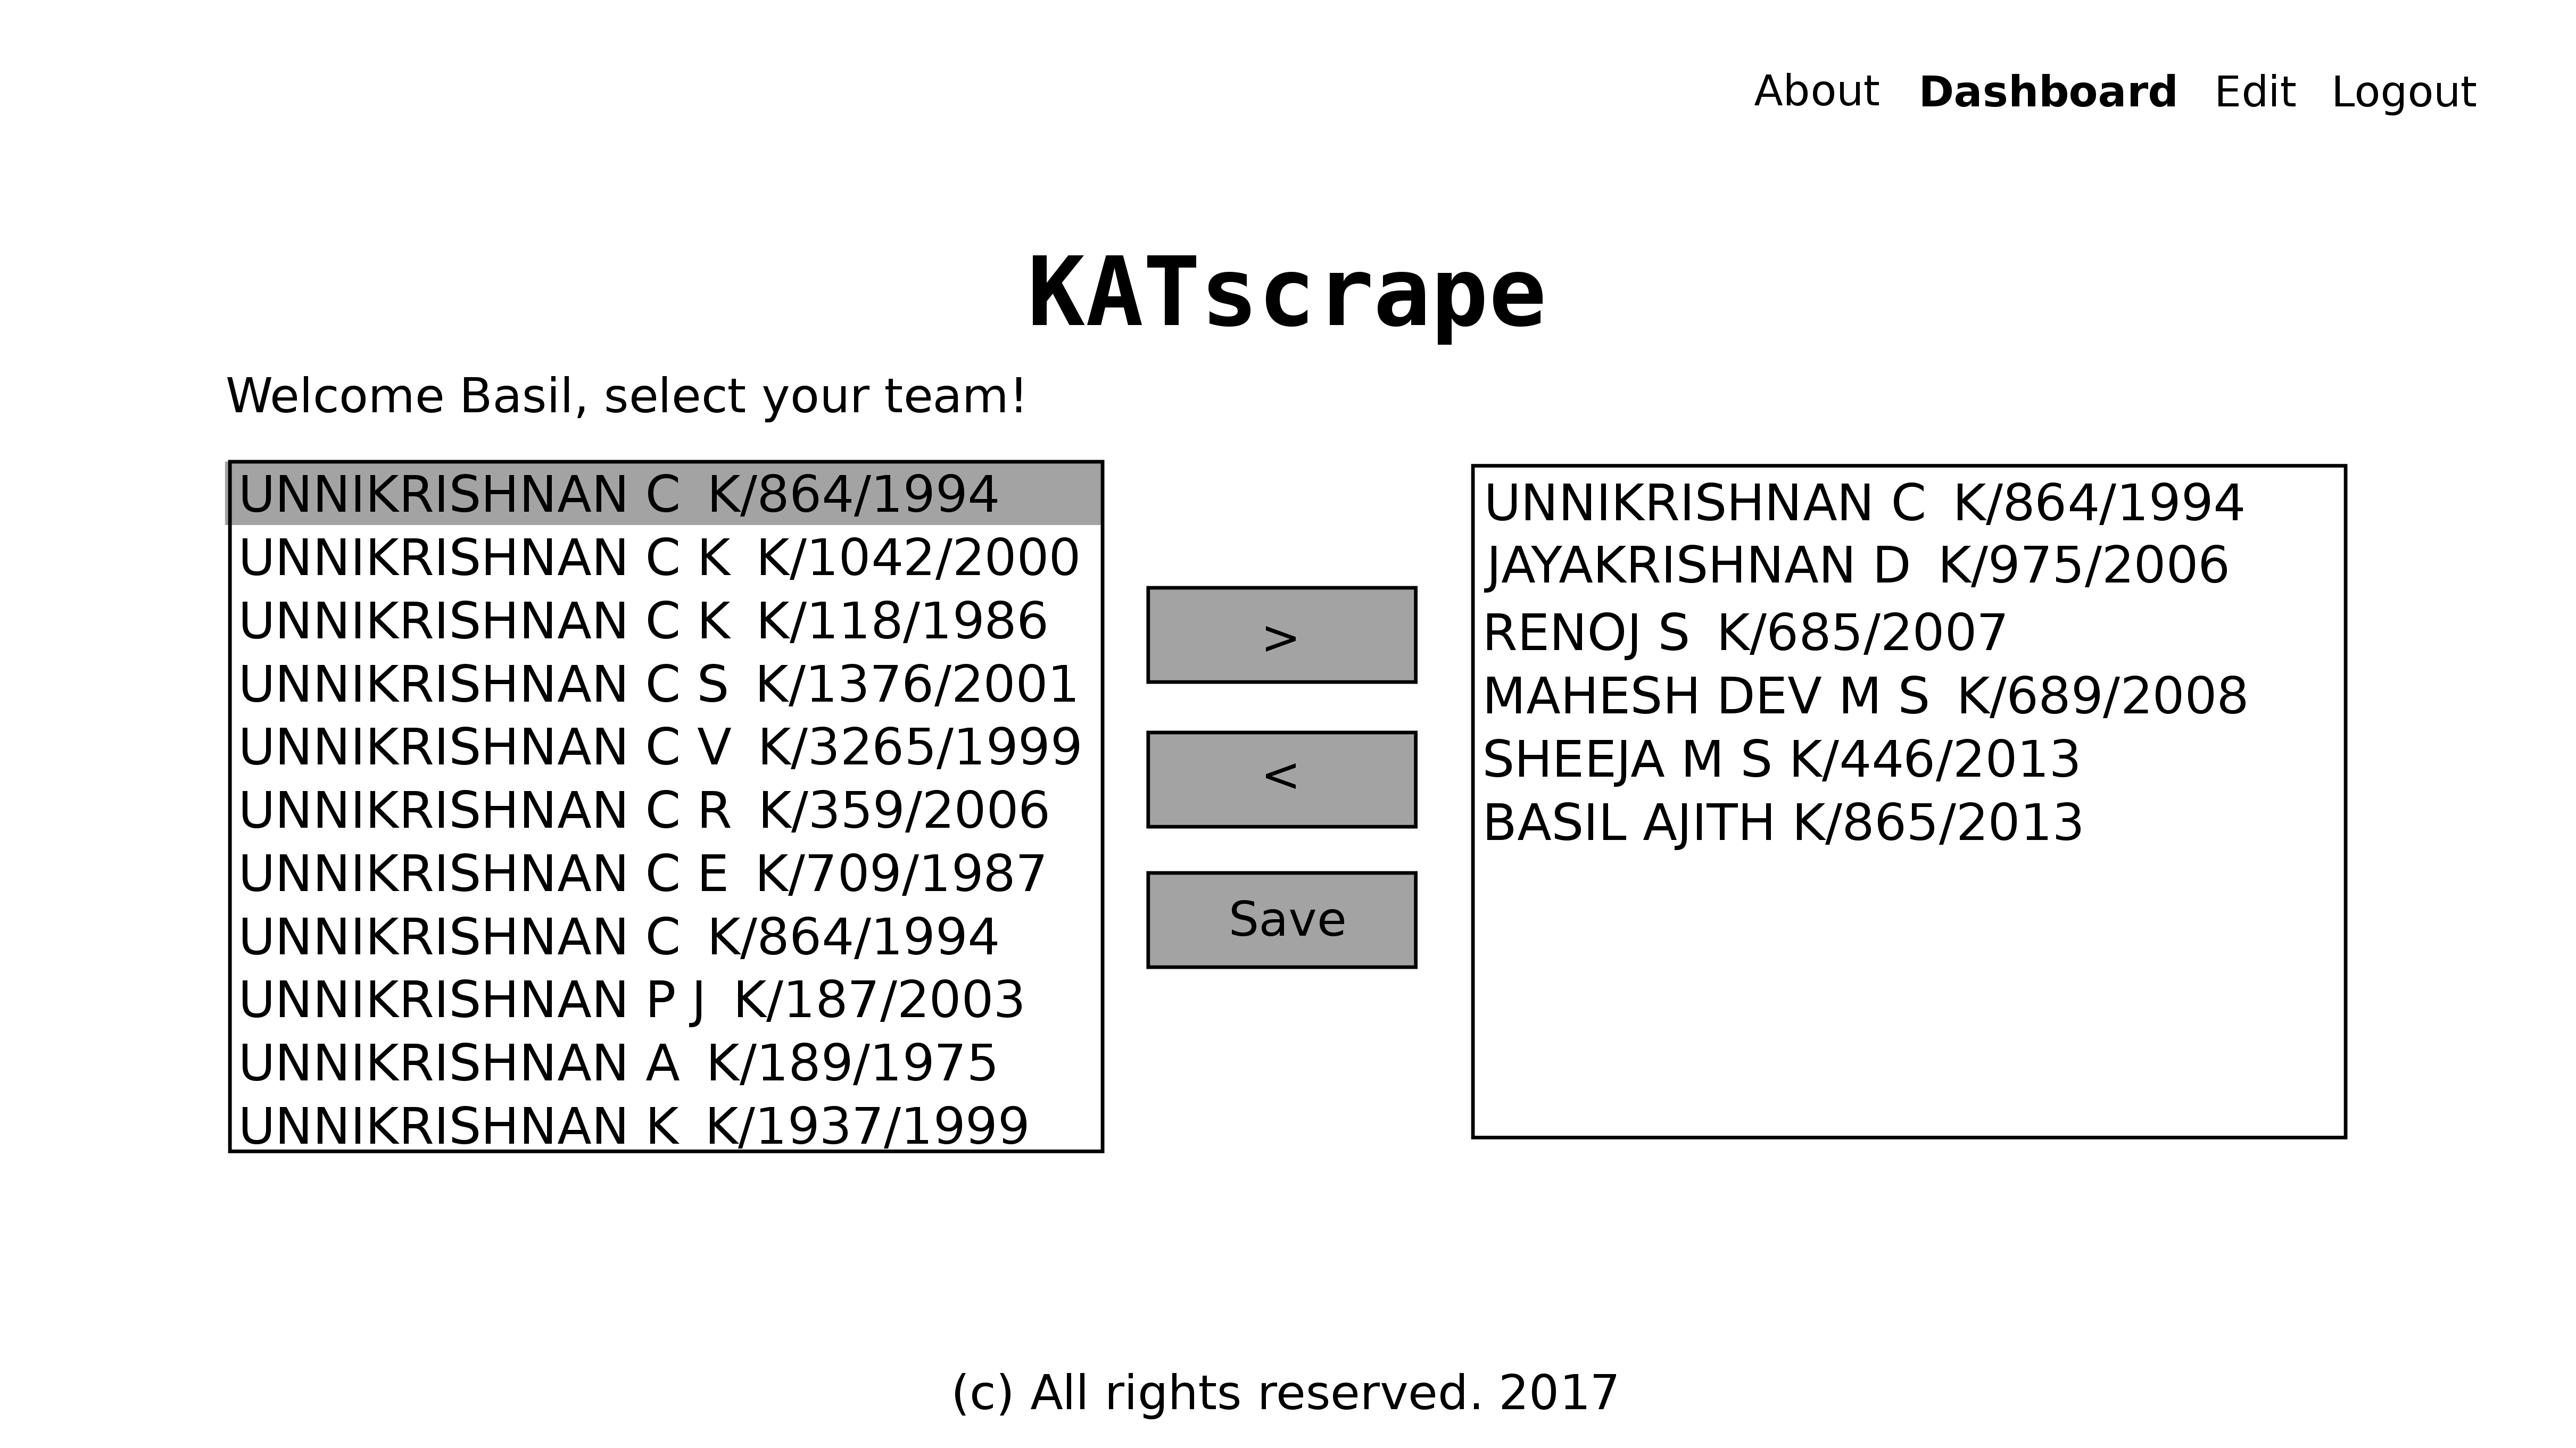 About Dashboard Edit Logout
KATscrape
Welcome Basil, select your team!
UNNIKRISHNAN C K/864/1994
UNNIKRISHNAN C K K/1042/2000
UNNIKRISHNAN C K K/118/1986
UNNIKRISHNAN C S K/1376/2001
UNNIKRISHNAN C V K/3265/1999
UNNIKRISHNAN C R K/359/2006
UNNIKRISHNAN C E K/709/1987
UNNIKRISHNAN C K/864/1994
UNNIKRISHNAN P J K/187/2003
UNNIKRISHNAN A K/189/1975
UNNIKRISHNAN K K/1937/1999
>
<
Save
UNNIKRISHNAN C K/864/1994
JAYAKRISHNAN D K/975/2006
RENOJ S K/685/2007
MAHESH DEV M S K/689/2008
SHEEJA M S K/446/2013
BASIL AJITH K/865/2013
(c) All rights reserved. 2017